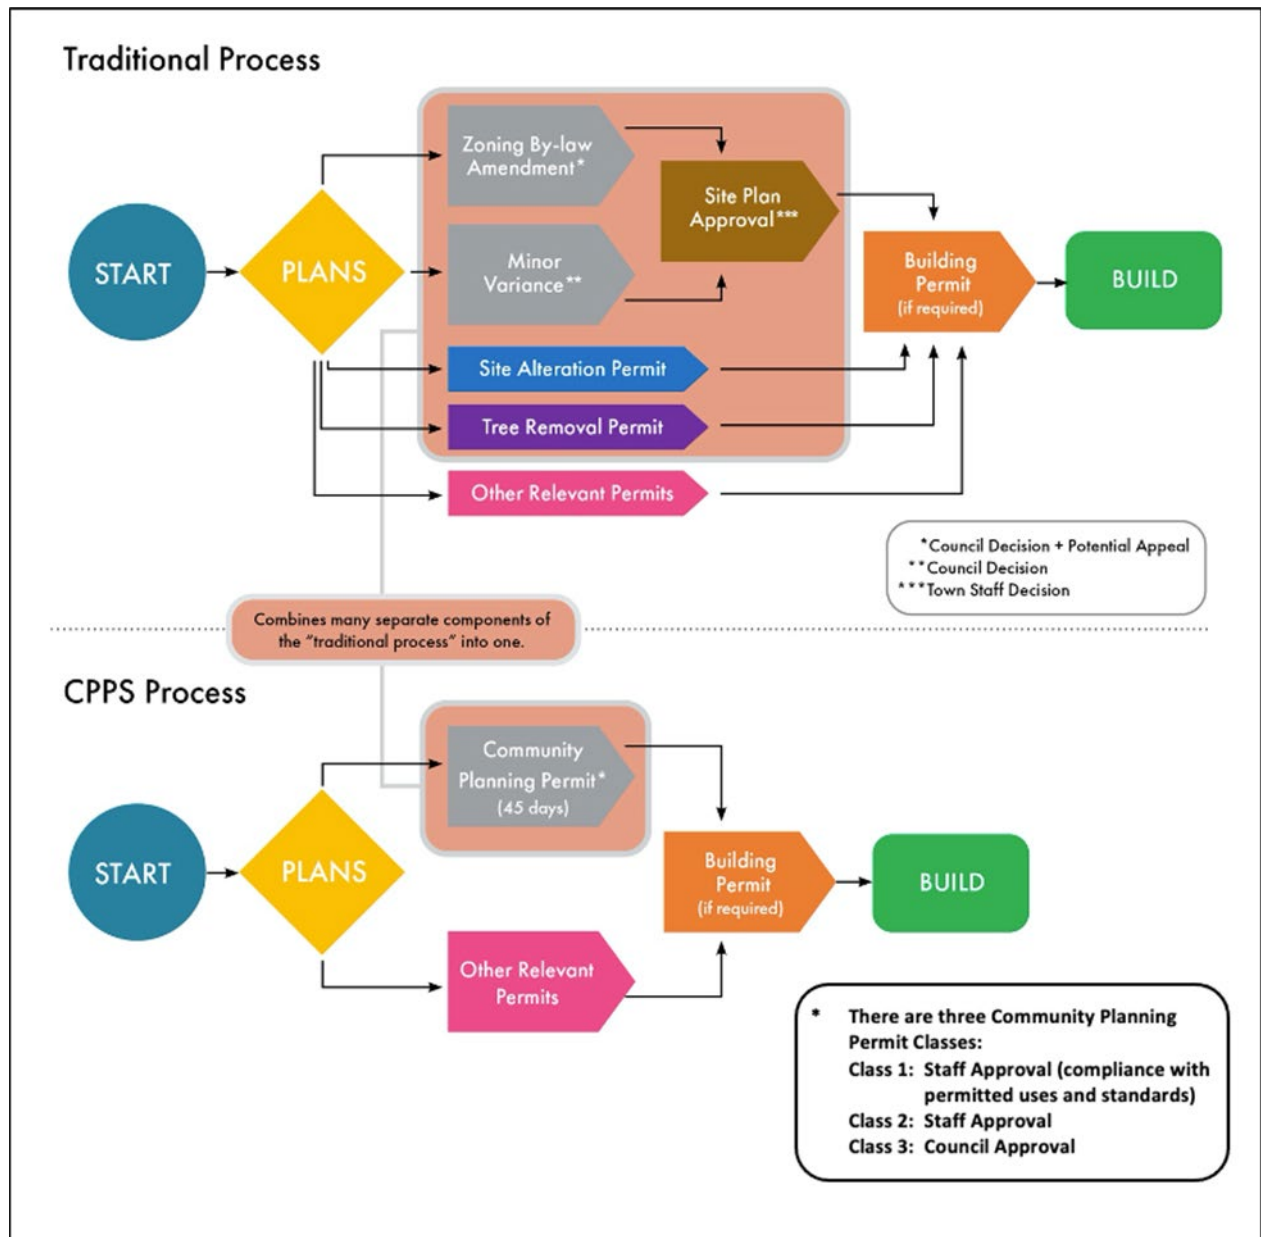 Traditional Process
Zoning By-law
Amendment*
Site Plan
Approval***
START
PLANS
Minor
Variance**
Building
Permit
(if required)
BUILD
Site Alteration Permit
Tree Removal Permit
Other Relevant Permits
*Council Decision + Potential Appeal
**Council Decision
***Town Staff Decision
Combines many separate components of
the "traditional process" into one.
CPPS Process
Community
Planning Permit*
(45 days)
START
PLANS
Building
Permit
(if required)
BUILD
Other Relevant
Permits
* There are three Community Planning
Permit Classes:
Class 1: Staff Approval (compliance with
permitted uses and standards)
Class 2: Staff Approval
Class 3: Council Approval